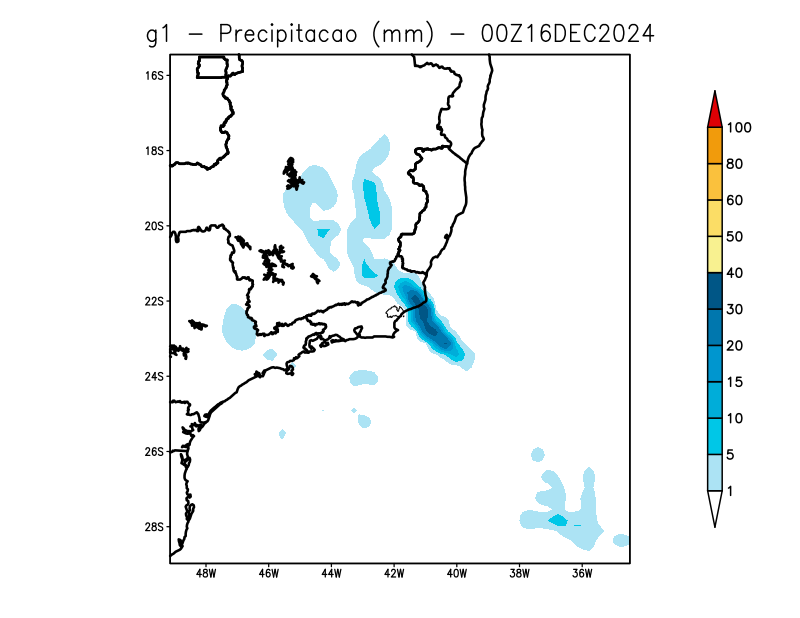 g1 – Precipitacao (mm) – 00Z16DEC2024
16S
18S
20S
22S
24S
26S
28S
48W 46W 44W 42W 40W 38W 36W
100
80
60
50
40
30
20
15
10
5
1